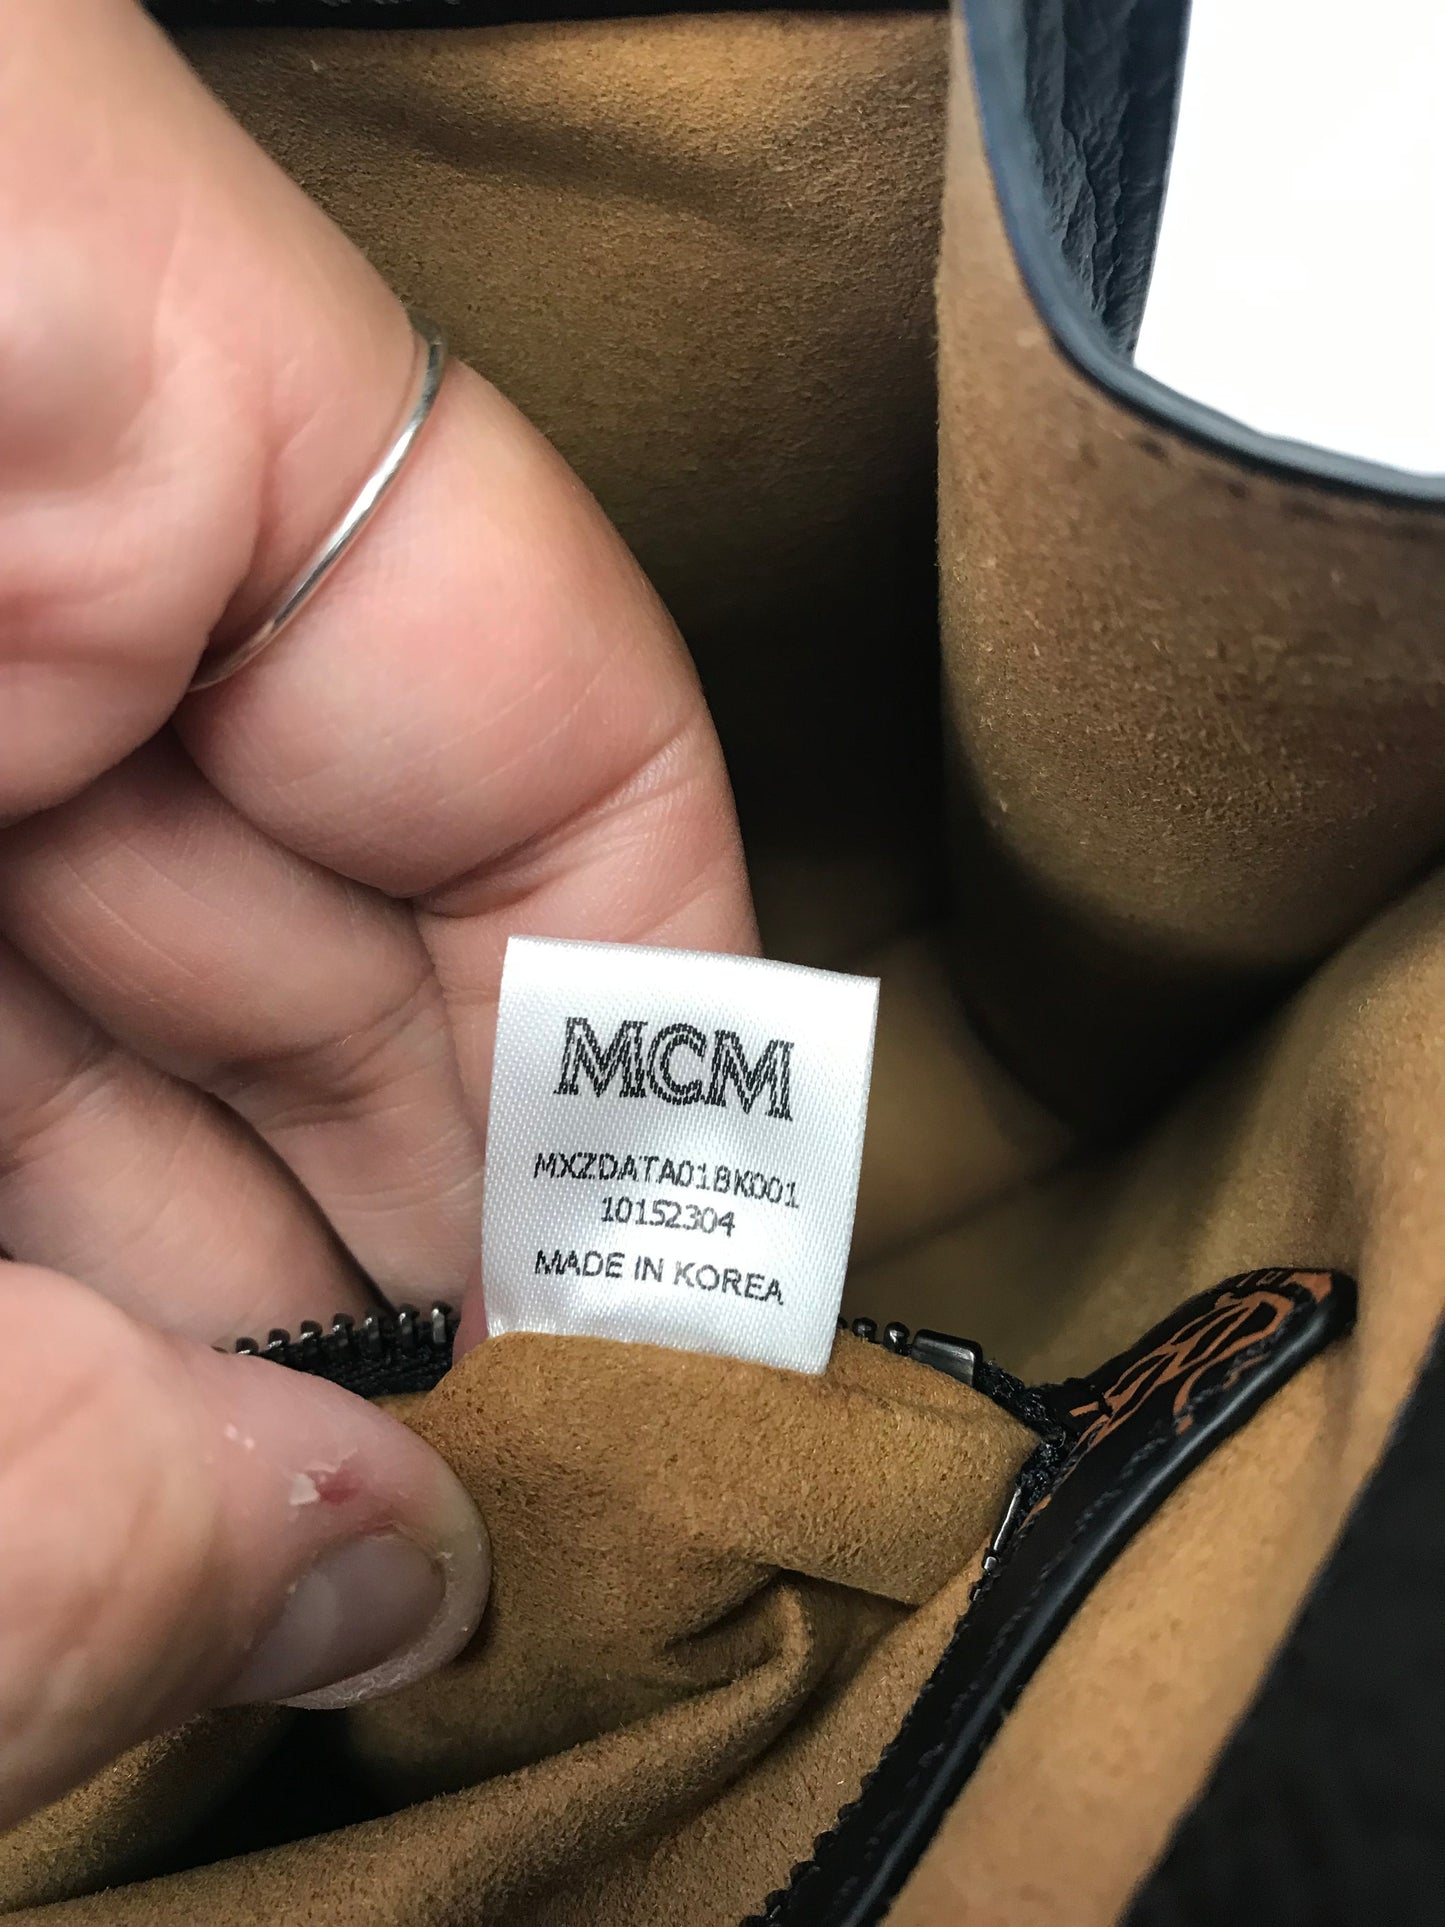 MCM
MXZDATA01BK001
10152304
MADE IN KOREA